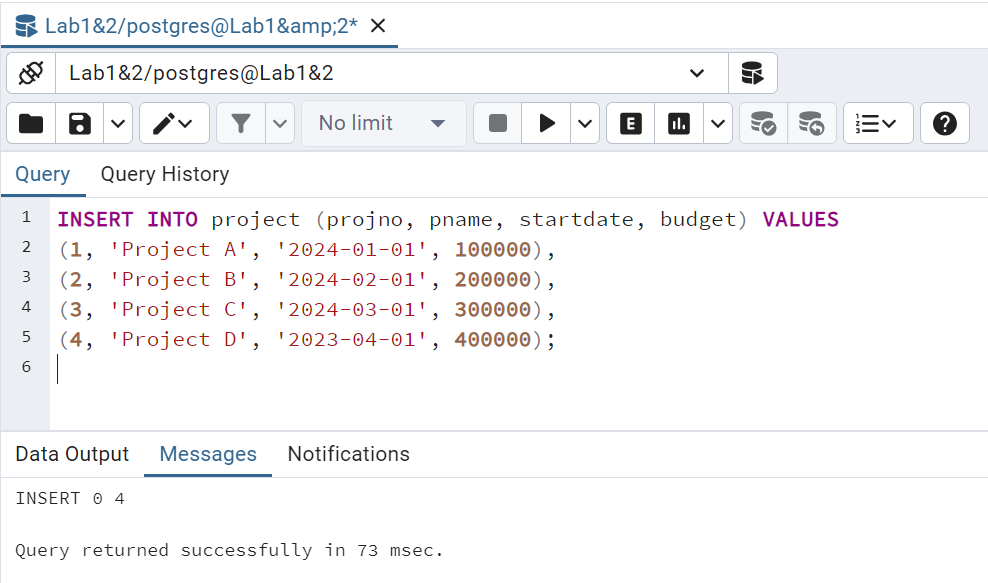 Lab1&2/postgres@Lab1&amp;2*
Lab1&2/postgres@Lab1&2
No limit
E
Query Query History
1 INSERT INTO project (projno, pname, startdate, budget) VALUES
2 (1, 'Project A', '2024-01-01', 100000),
3 (2, 'Project B', '2024-02-01', 200000),
4 (3, 'Project C', '2024-03-01', 300000),
5 (4, 'Project D', '2023-04-01', 400000);
6
Data Output Messages Notifications
INSERT 0 4
Query returned successfully in 73 msec.